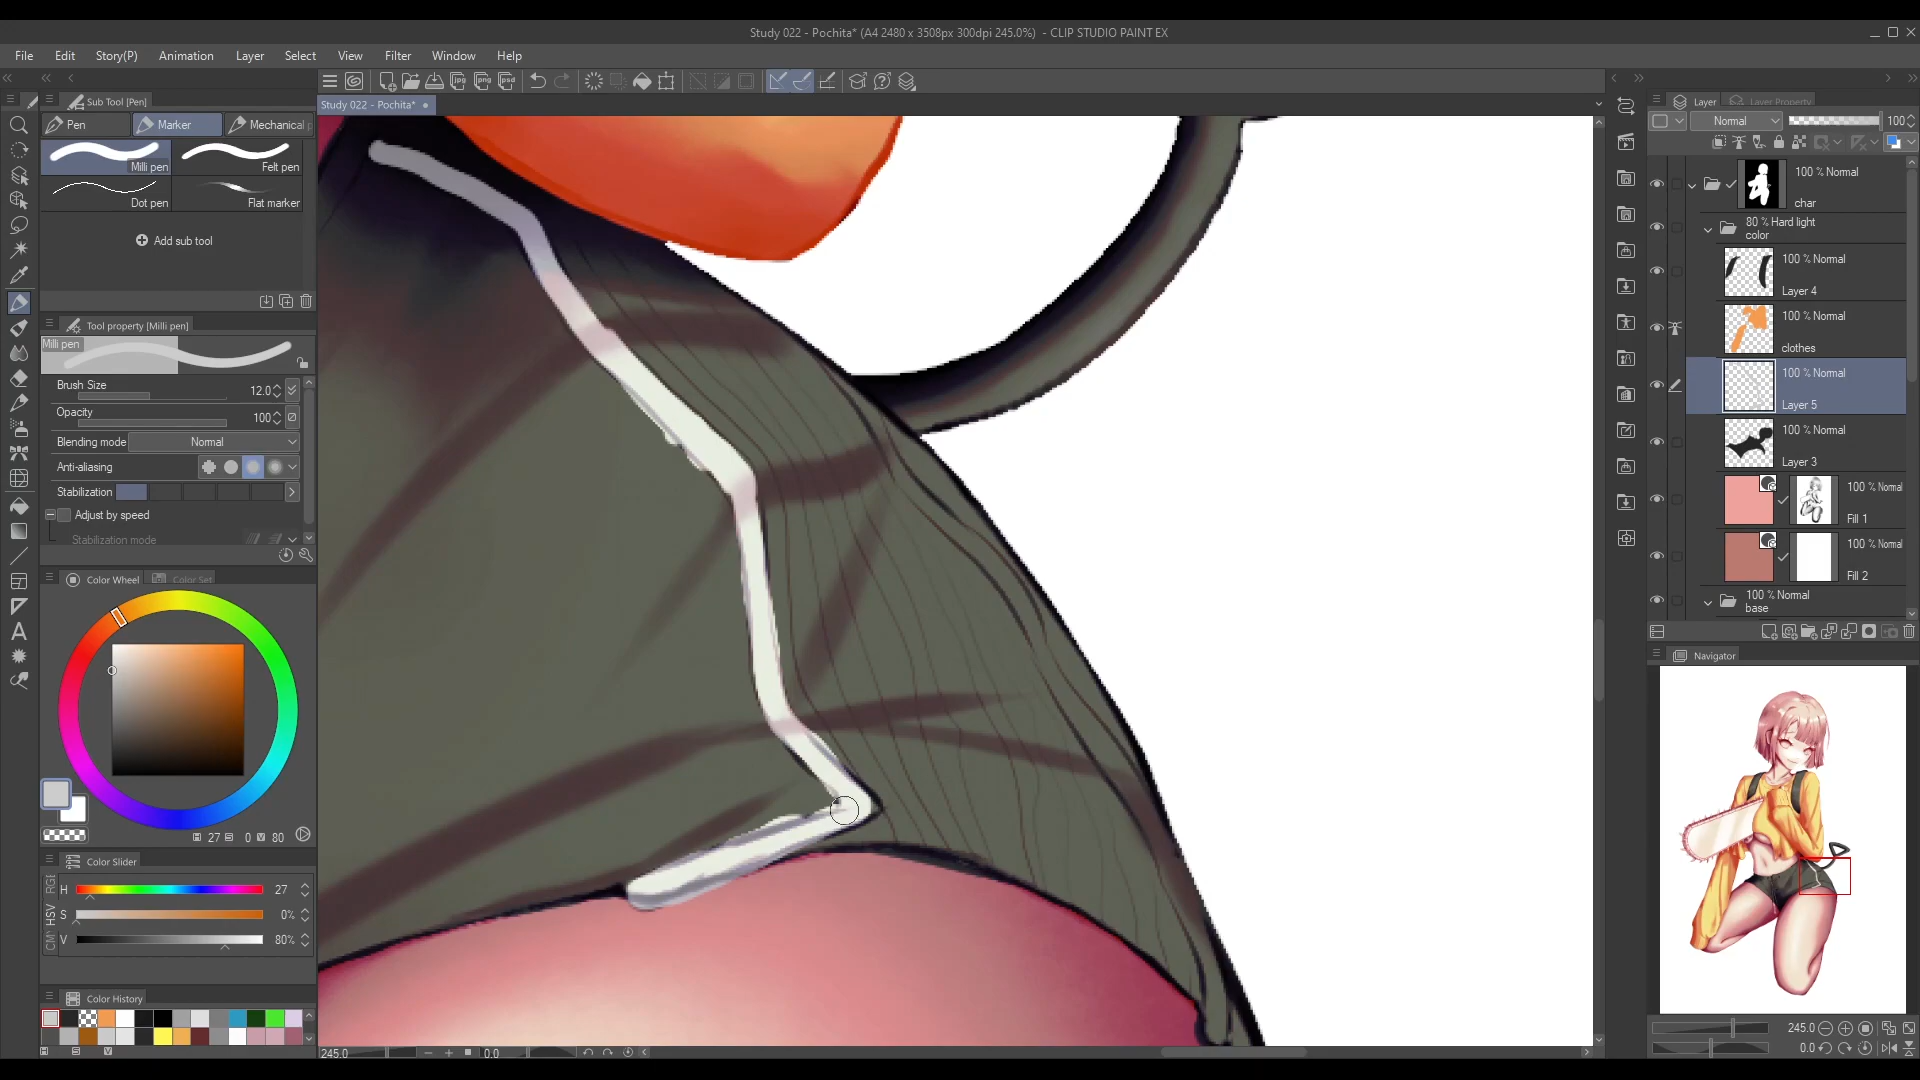 Study 022 - Pochita* (A4 2480 x 3508px 300dpi 245.0%)  - CLIP STUDIO PAINT EX
File Edit Story(P) Animation Layer Select View Filter Window Help
Sub Tool [Pen]
Study 022 - Pochita*
Layer Layer Property
Pen Marker Mechanical p
Normal 100
Milli pen Felt pen
Dot pen Flat marker
Add sub tool
Tool property [Milli pen]
Milli pen
Brush Size 12.0
Opacity 100
Blending mode Normal
Anti-aliasing
Stabilization
Adjust by speed
Stabilization mode
Color Wheel Color Set
27 0 80
Color Slider
RGB
HSV
CM
H 27
S 0%
V 80%
Color History
245.0 0.0
100 % Normal
char
80 % Hard light
color
100 % Normal
Layer 4
100 % Normal
clothes
100 % Normal
Layer 5
100 % Normal
Layer 3
100 % Normal
Fill 1
100 % Normal
Fill 2
100 % Normal
base
Navigator
245.0
0.0